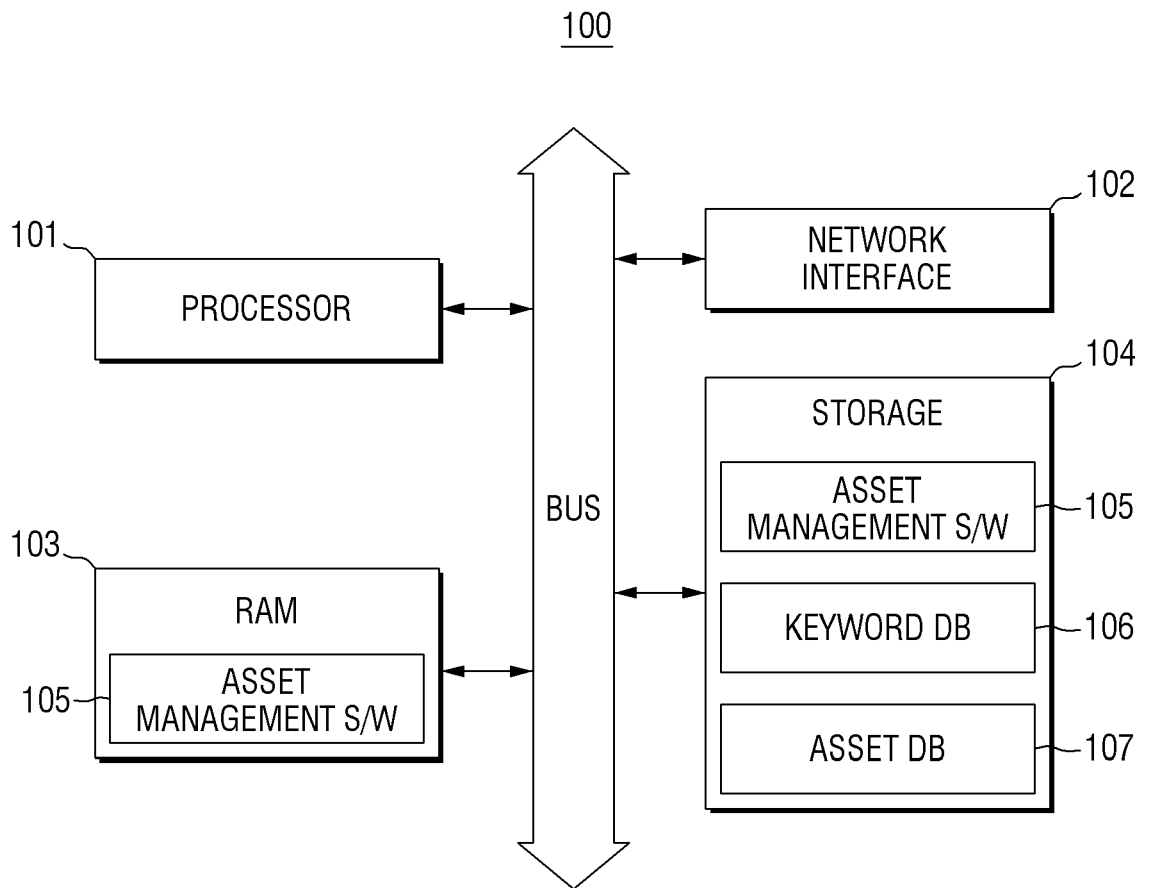 100
101
PROCESSOR
102
NETWORK
INTERFACE
104
STORAGE
ASSET
MANAGEMENT S/W
105
KEYWORD DB
106
ASSET DB
107
BUS
103
RAM
105
ASSET
MANAGEMENT S/W